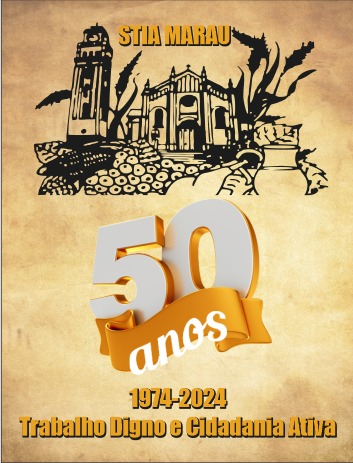 STIA MARAU
50
anos
1974-2024
Trabalho Digno e Cidadania Ativa